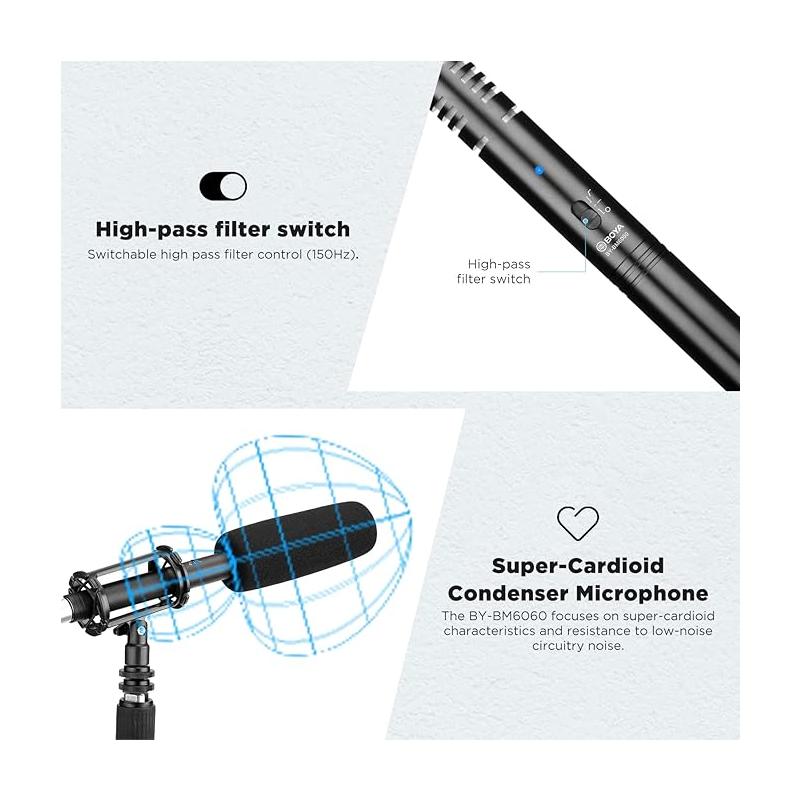 High-pass filter switch
Switchable high pass filter control (150Hz).
BOYA
BY-BM6060
High-pass
filter switch
Super-Cardioid
Condenser Microphone
The BY-BM6060 focuses on super-cardioid
characteristics and resistance to low-noise
circuitry noise.